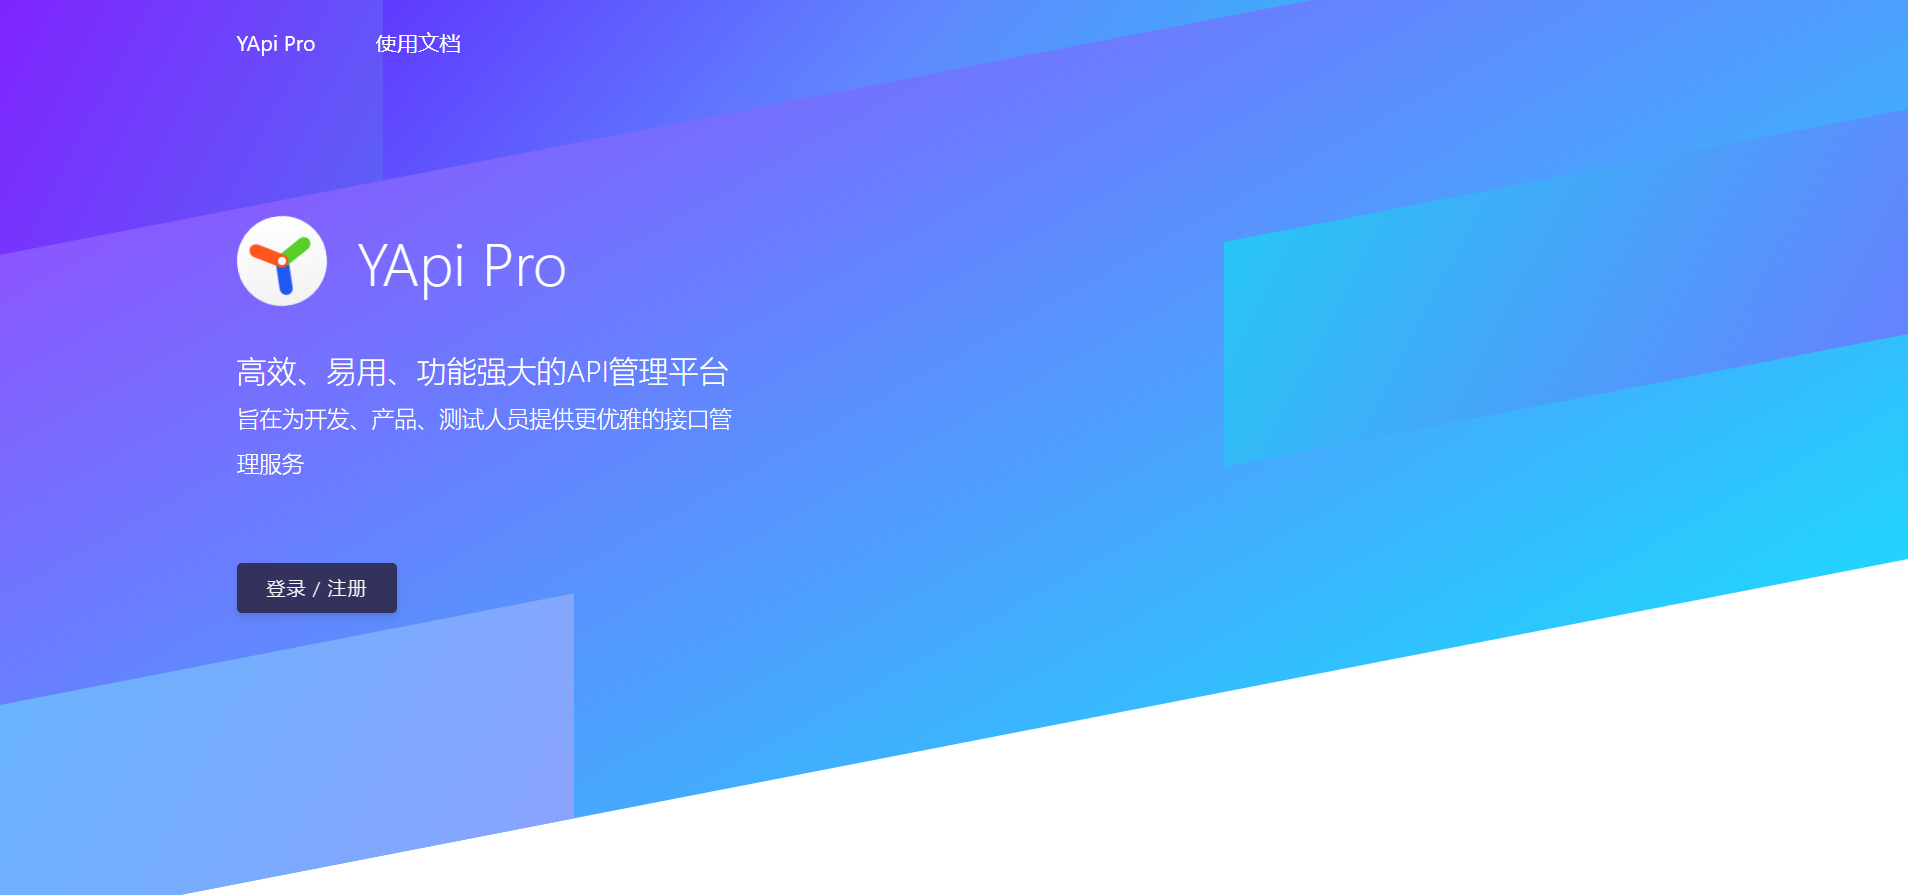 YApi Pro 使用文档
YApi Pro
高效、易用、功能强大的API管理平台
旨在为开发、产品、测试人员提供更优雅的接口管
理服务
登录 / 注册